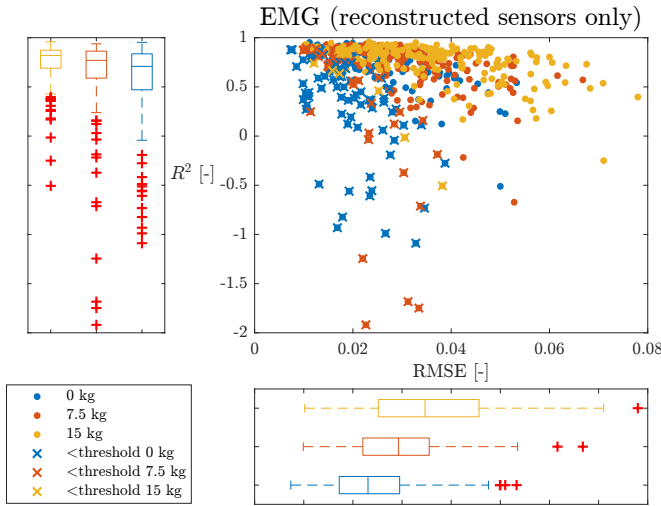 EMG (reconstructed sensors only)
1
0.5
0
-0.5
-1
-1.5
-2
R² [-]
0 0.02 0.04 0.06 0.08
RMSE [-]
0 kg
7.5 kg
15 kg
<threshold 0 kg
<threshold 7.5 kg
<threshold 15 kg